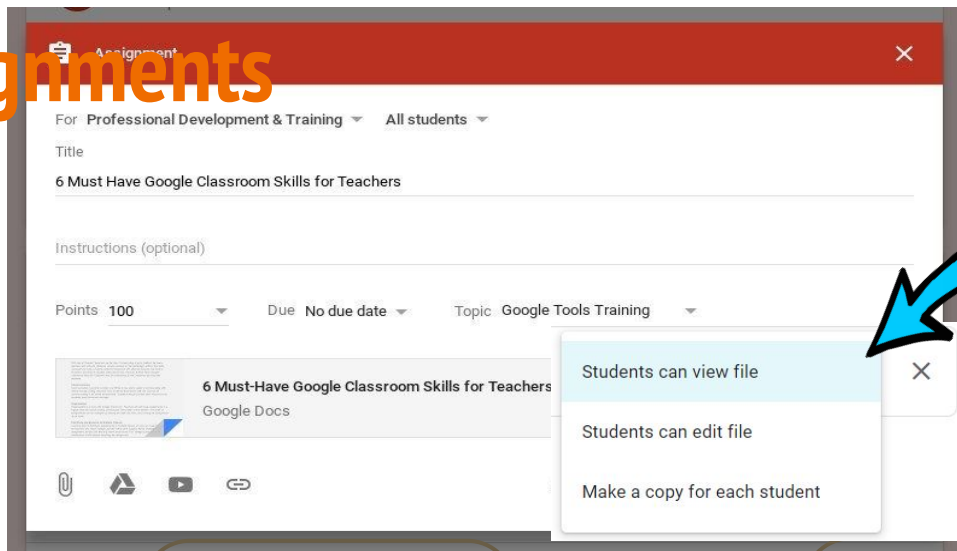 Assignment
gnments
For Professional Development & Training All students
Title
6 Must Have Google Classroom Skills for Teachers
Instructions (optional)
Points 100 Due No due date Topic Google Tools Training
6 Must-Have Google Classroom Skills for Teachers
Google Docs
Students can view file
Students can edit file
Make a copy for each student